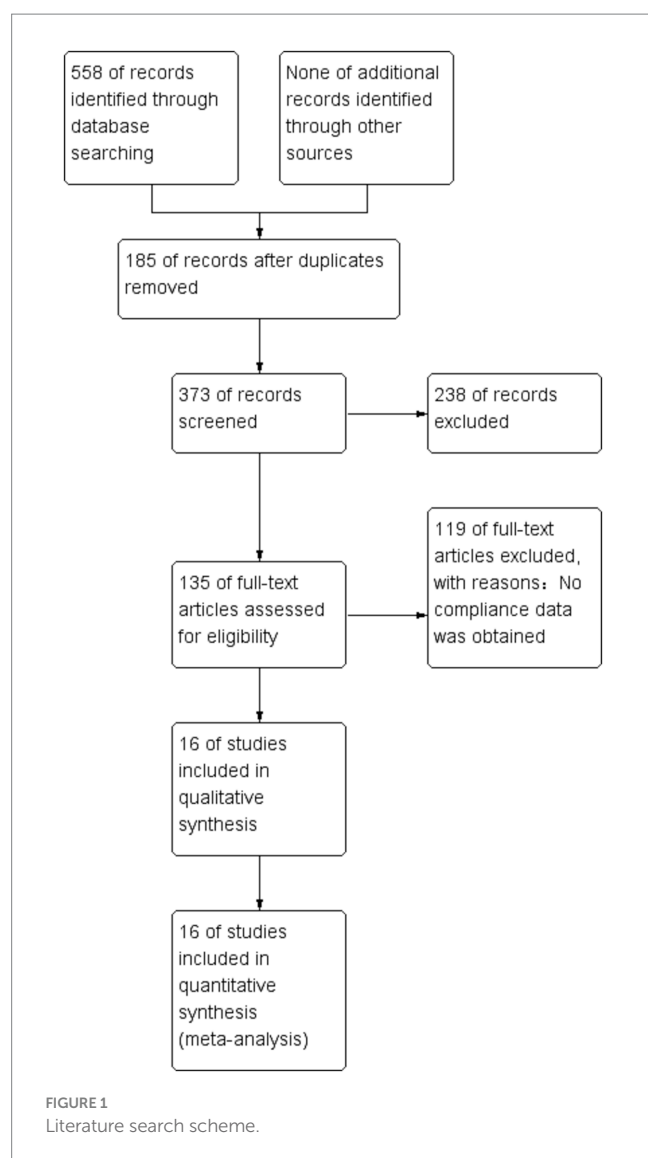 558 of records
identified through
database
searching
None of additional
records identified
through other
sources
185 of records after duplicates
removed
373 of records
screened
238 of records
excluded
135 of full-text
articles assessed
for eligibility
119 of full-text
articles excluded,
with reasons：No
compliance data
was obtained
16 of studies
included in
qualitative
synthesis
16 of studies
included in
quantitative
synthesis
(meta-analysis)
FIGURE 1
Literature search scheme.